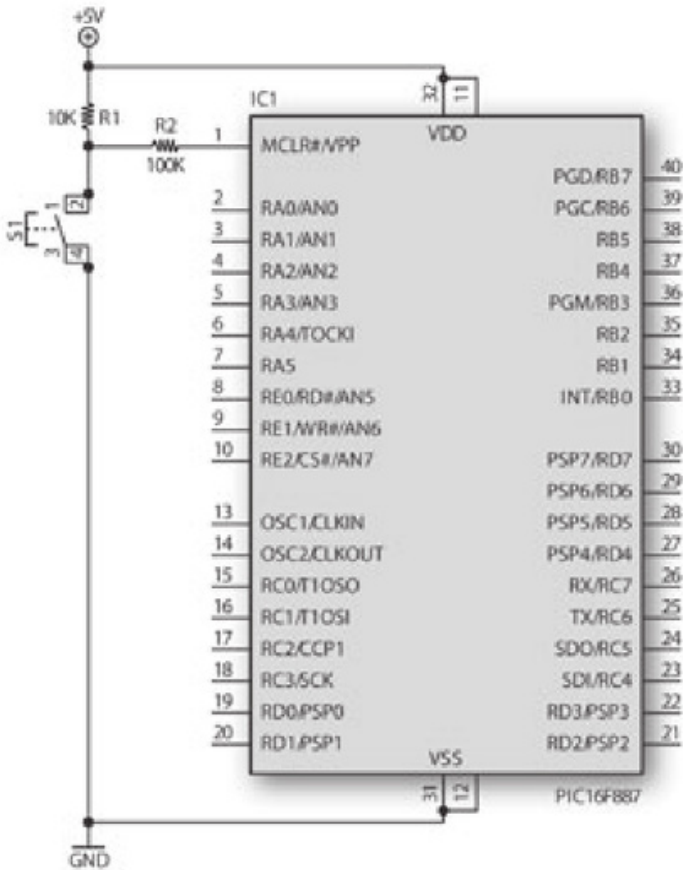 +5V
IC1
10K
R1
R2
100K
32
11
VDD
1
MCLR#/VPP
PGD/RB7
40
1
2
S1
3
4
2
RA0/AN0
PGC/RB6
39
3
RA1/AN1
RB5
38
4
RA2/AN2
RB4
37
5
RA3/AN3
PGM/RB3
36
6
RA4/TOCKI
RB2
35
7
RA5
RB1
34
8
RE0/RD#/AN5
INT/RB0
33
9
RE1/WR#/AN6
10
RE2/CS#/AN7
PSP7/RD7
30
PSP6/RD6
29
13
OSC1/CLKIN
PSP5/RD5
28
14
OSC2/CLKOUT
PSP4/RD4
27
15
RC0/T1OSO
RX/RC7
26
16
RC1/T1OSI
TX/RC6
25
17
RC2/CCP1
SDO/RC5
24
18
RC3/SCK
SDI/RC4
23
19
RD0/PSP0
RD3/PSP3
22
20
RD1/PSP1
RD2/PSP2
21
VSS
31
12
PIC16F887
GND